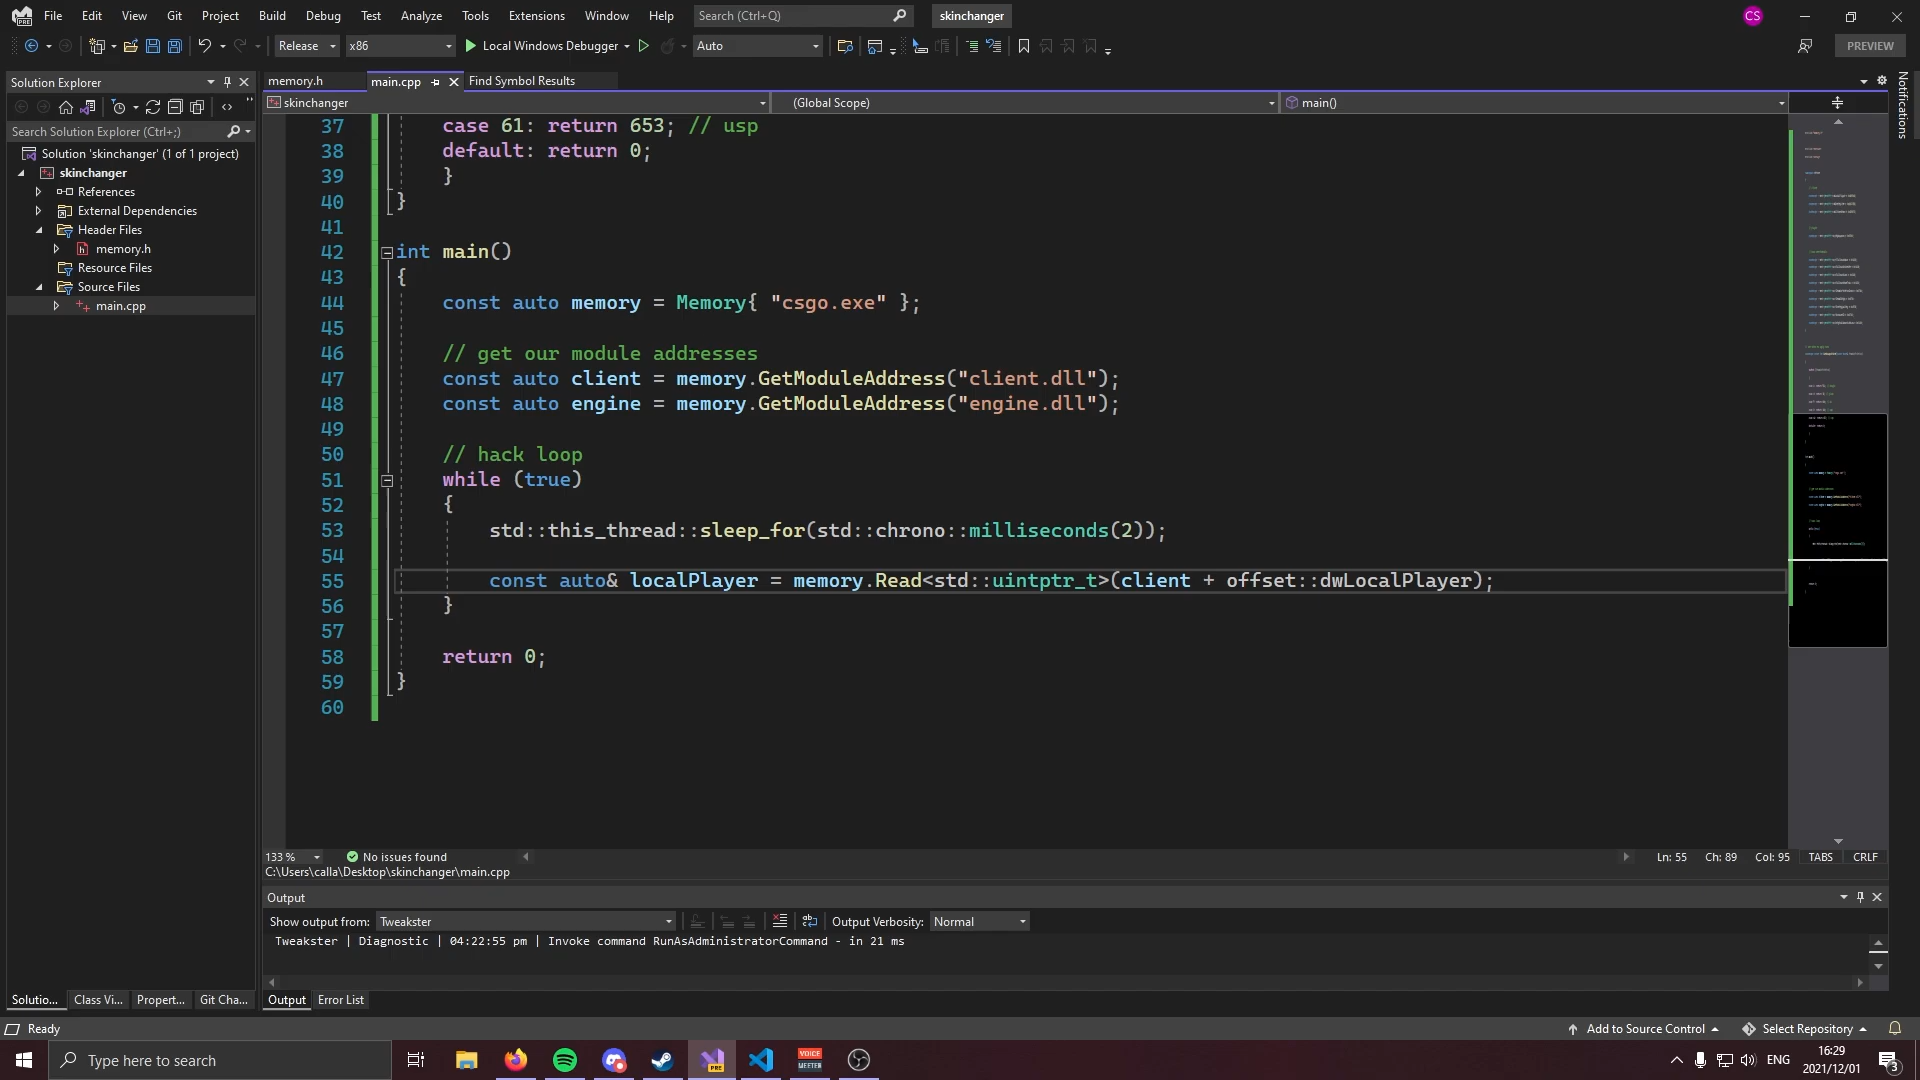 File Edit View Git Project Build Debug Test Analyze Tools Extensions Window Help Search (Ctrl+Q) skinchanger CS
Release x86 Local Windows Debugger Auto PREVIEW
Solution Explorer
Search Solution Explorer (Ctrl+;)
Solution 'skinchanger' (1 of 1 project)
skinchanger
References
External Dependencies
Header Files
memory.h
Resource Files
Source Files
main.cpp
memory.h main.cpp Find Symbol Results
skinchanger (Global Scope) main()
Notifications
37 case 61: return 653; // usp
38 default: return 0;
39 }
40 }
41
42 int main()
43 {
44 const auto memory = Memory{ "csgo.exe" };
45
46 // get our module addresses
47 const auto client = memory.GetModuleAddress("client.dll");
48 const auto engine = memory.GetModuleAddress("engine.dll");
49
50 // hack loop
51 while (true)
52 {
53 std::this_thread::sleep_for(std::chrono::milliseconds(2));
54
55 const auto& localPlayer = memory.Read<std::uintptr_t>(client + offset::dwLocalPlayer);
56 }
57
58 return 0;
59 }
60
133 % No issues found Ln: 55 Ch: 89 Col: 95 TABS CRLF
C:\Users\calla\Desktop\skinchanger\main.cpp
Output
Show output from: Tweakster Output Verbosity: Normal
Tweakster | Diagnostic | 04:22:55 pm | Invoke command RunAsAdministratorCommand - in 21 ms
Solutio... Class Vi... Propert... Git Cha... Output Error List
Ready Add to Source Control Select Repository
Type here to search PRE VOICE MEETER ENG 16:29
2021/12/01 3